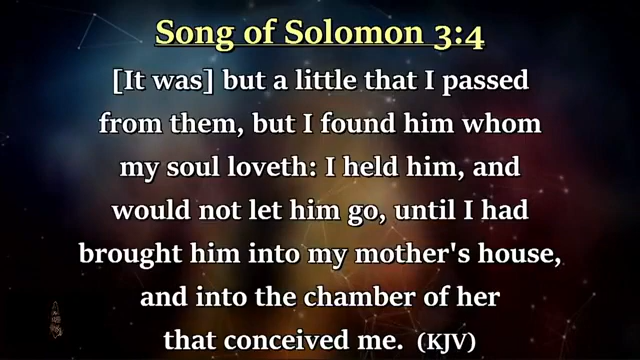 Song of Solomon 3:4
[It was] but a little that I passed
from them, but I found him whom
my soul loveth: I held him, and
would not let him go, until I had
brought him into my mother's house,
and into the chamber of her
that conceived me. (KJV)